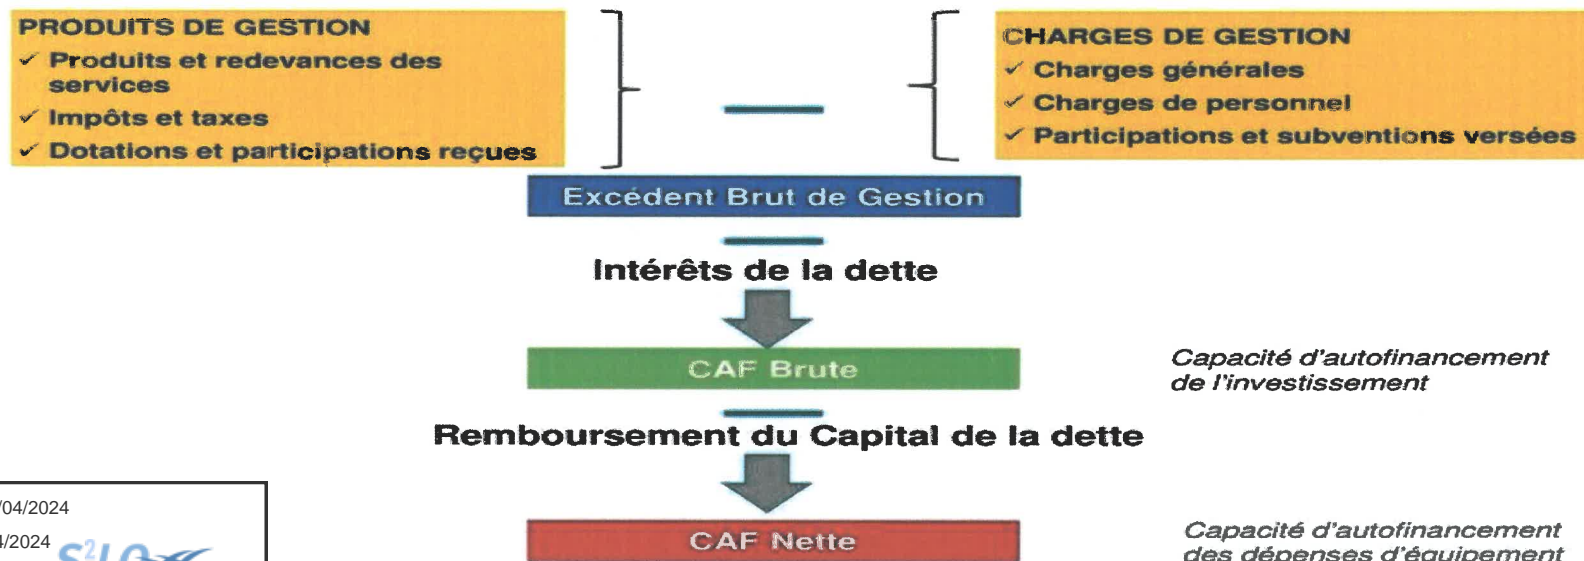 PRODUITS DE GESTION
✓ Produits et redevances des
services
✓ Impôts et taxes
✓ Dotations et participations reçues
CHARGES DE GESTION
✓ Charges générales
✓ Charges de personnel
✓ Participations et subventions versées
Excédent Brut de Gestion
Intérêts de la dette
CAF Brute
Capacité d'autofinancement
de l'investissement
Remboursement du Capital de la dette
CAF Nette
Capacité d'autofinancement
des dépenses d'équipement
/04/2024
4/2024
S²LO